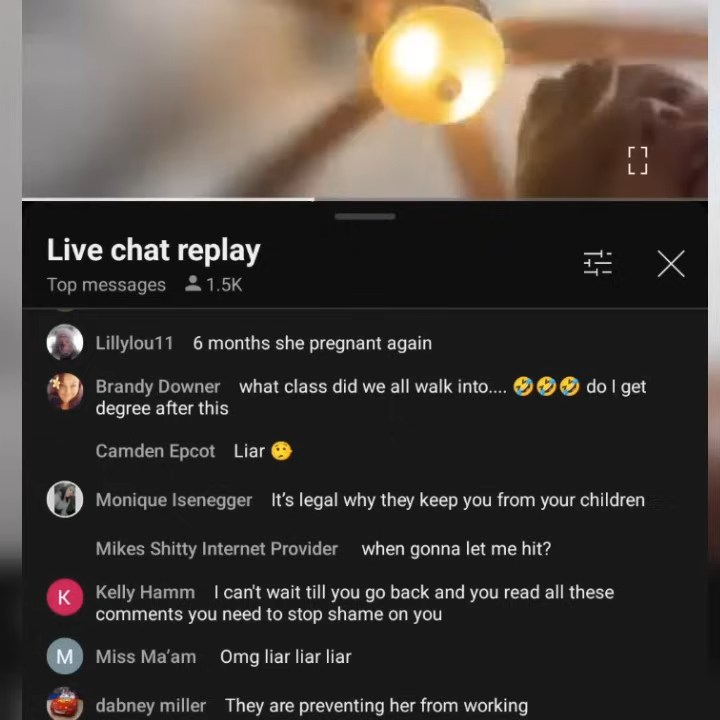 Live chat replay
Top messages 1.5K
Lillylou11 6 months she pregnant again
Brandy Downer what class did we all walk into.... 🤣🤣🤣 do I get
degree after this
Camden Epcot Liar 🤥
Monique Isenegger It's legal why they keep you from your children
Mikes Shitty Internet Provider when gonna let me hit?
K Kelly Hamm I can't wait till you go back and you read all these
comments you need to stop shame on you
M Miss Ma'am Omg liar liar liar
dabney miller They are preventing her from working